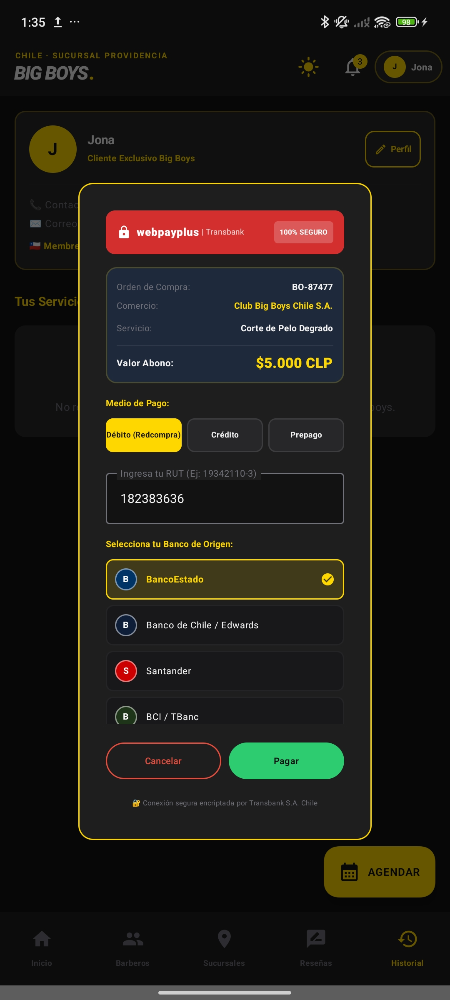 1:35
98
CHILE · SUCURSAL PROVIDENCIA
BIG BOYS.
3
J
Jona
J
Jona
Cliente Exclusivo Big Boys
Perfil
Contac
Correo
Membre
Tus Servici
No re
boys.
webpayplus | Transbank
100% SEGURO
Orden de Compra: BO-87477
Comercio: Club Big Boys Chile S.A.
Servicio: Corte de Pelo Degrado
Valor Abono: $5.000 CLP
Medio de Pago:
Débito (Redcompra)
Crédito
Prepago
Ingresa tu RUT (Ej: 19342110-3)
182383636
Selecciona tu Banco de Origen:
B BancoEstado
B Banco de Chile / Edwards
S Santander
B BCI / TBanc
Cancelar
Pagar
🔐 Conexión segura encriptada por Transbank S.A. Chile
AGENDAR
Inicio
Barberos
Sucursales
Reseñas
Historial